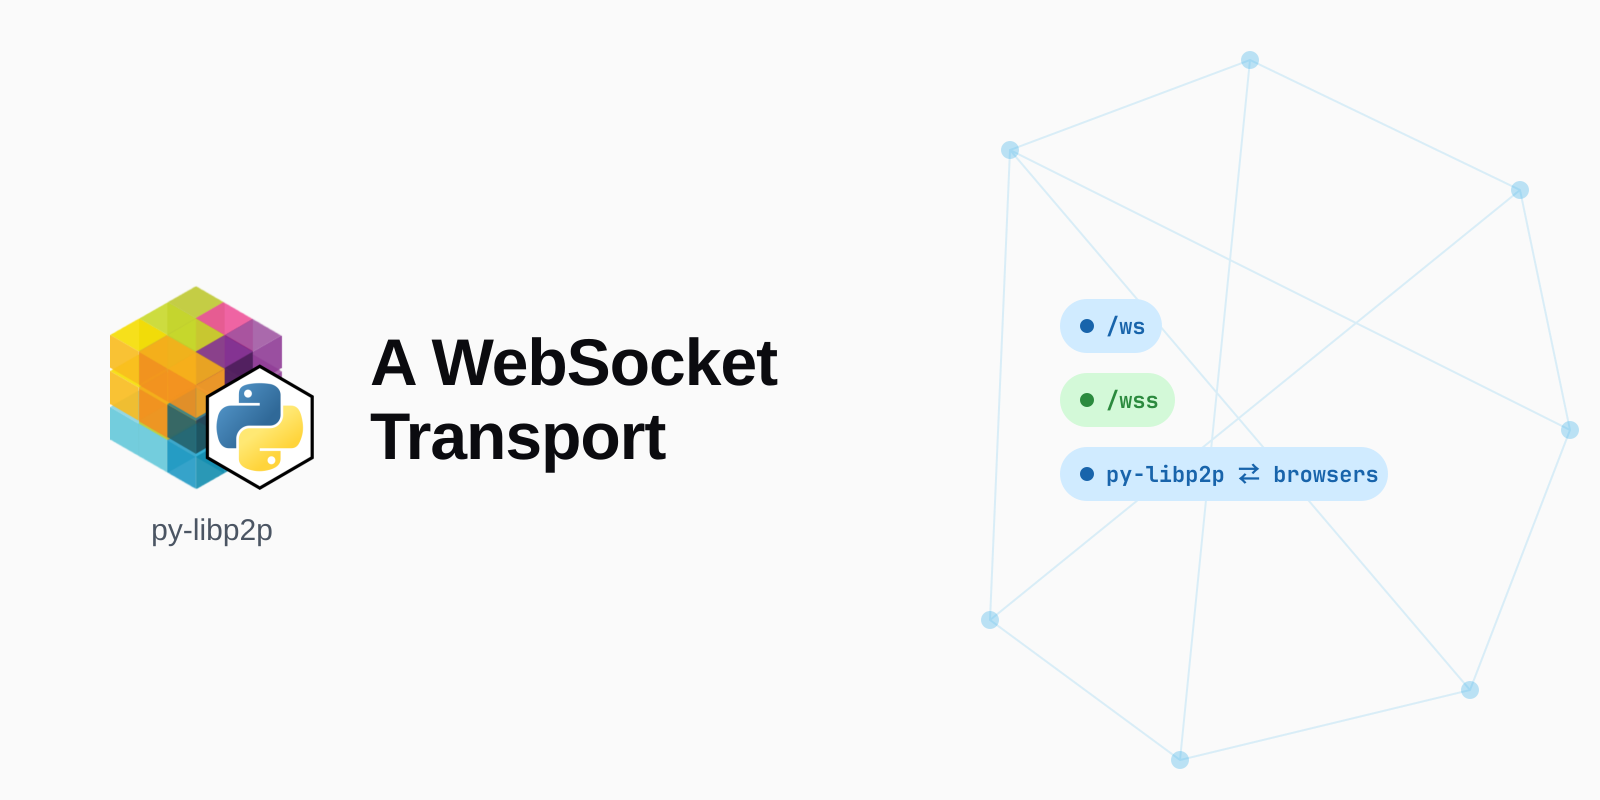 A WebSocket
Transport
py-libp2p
/ws
/wss
py-libp2p ⇄ browsers